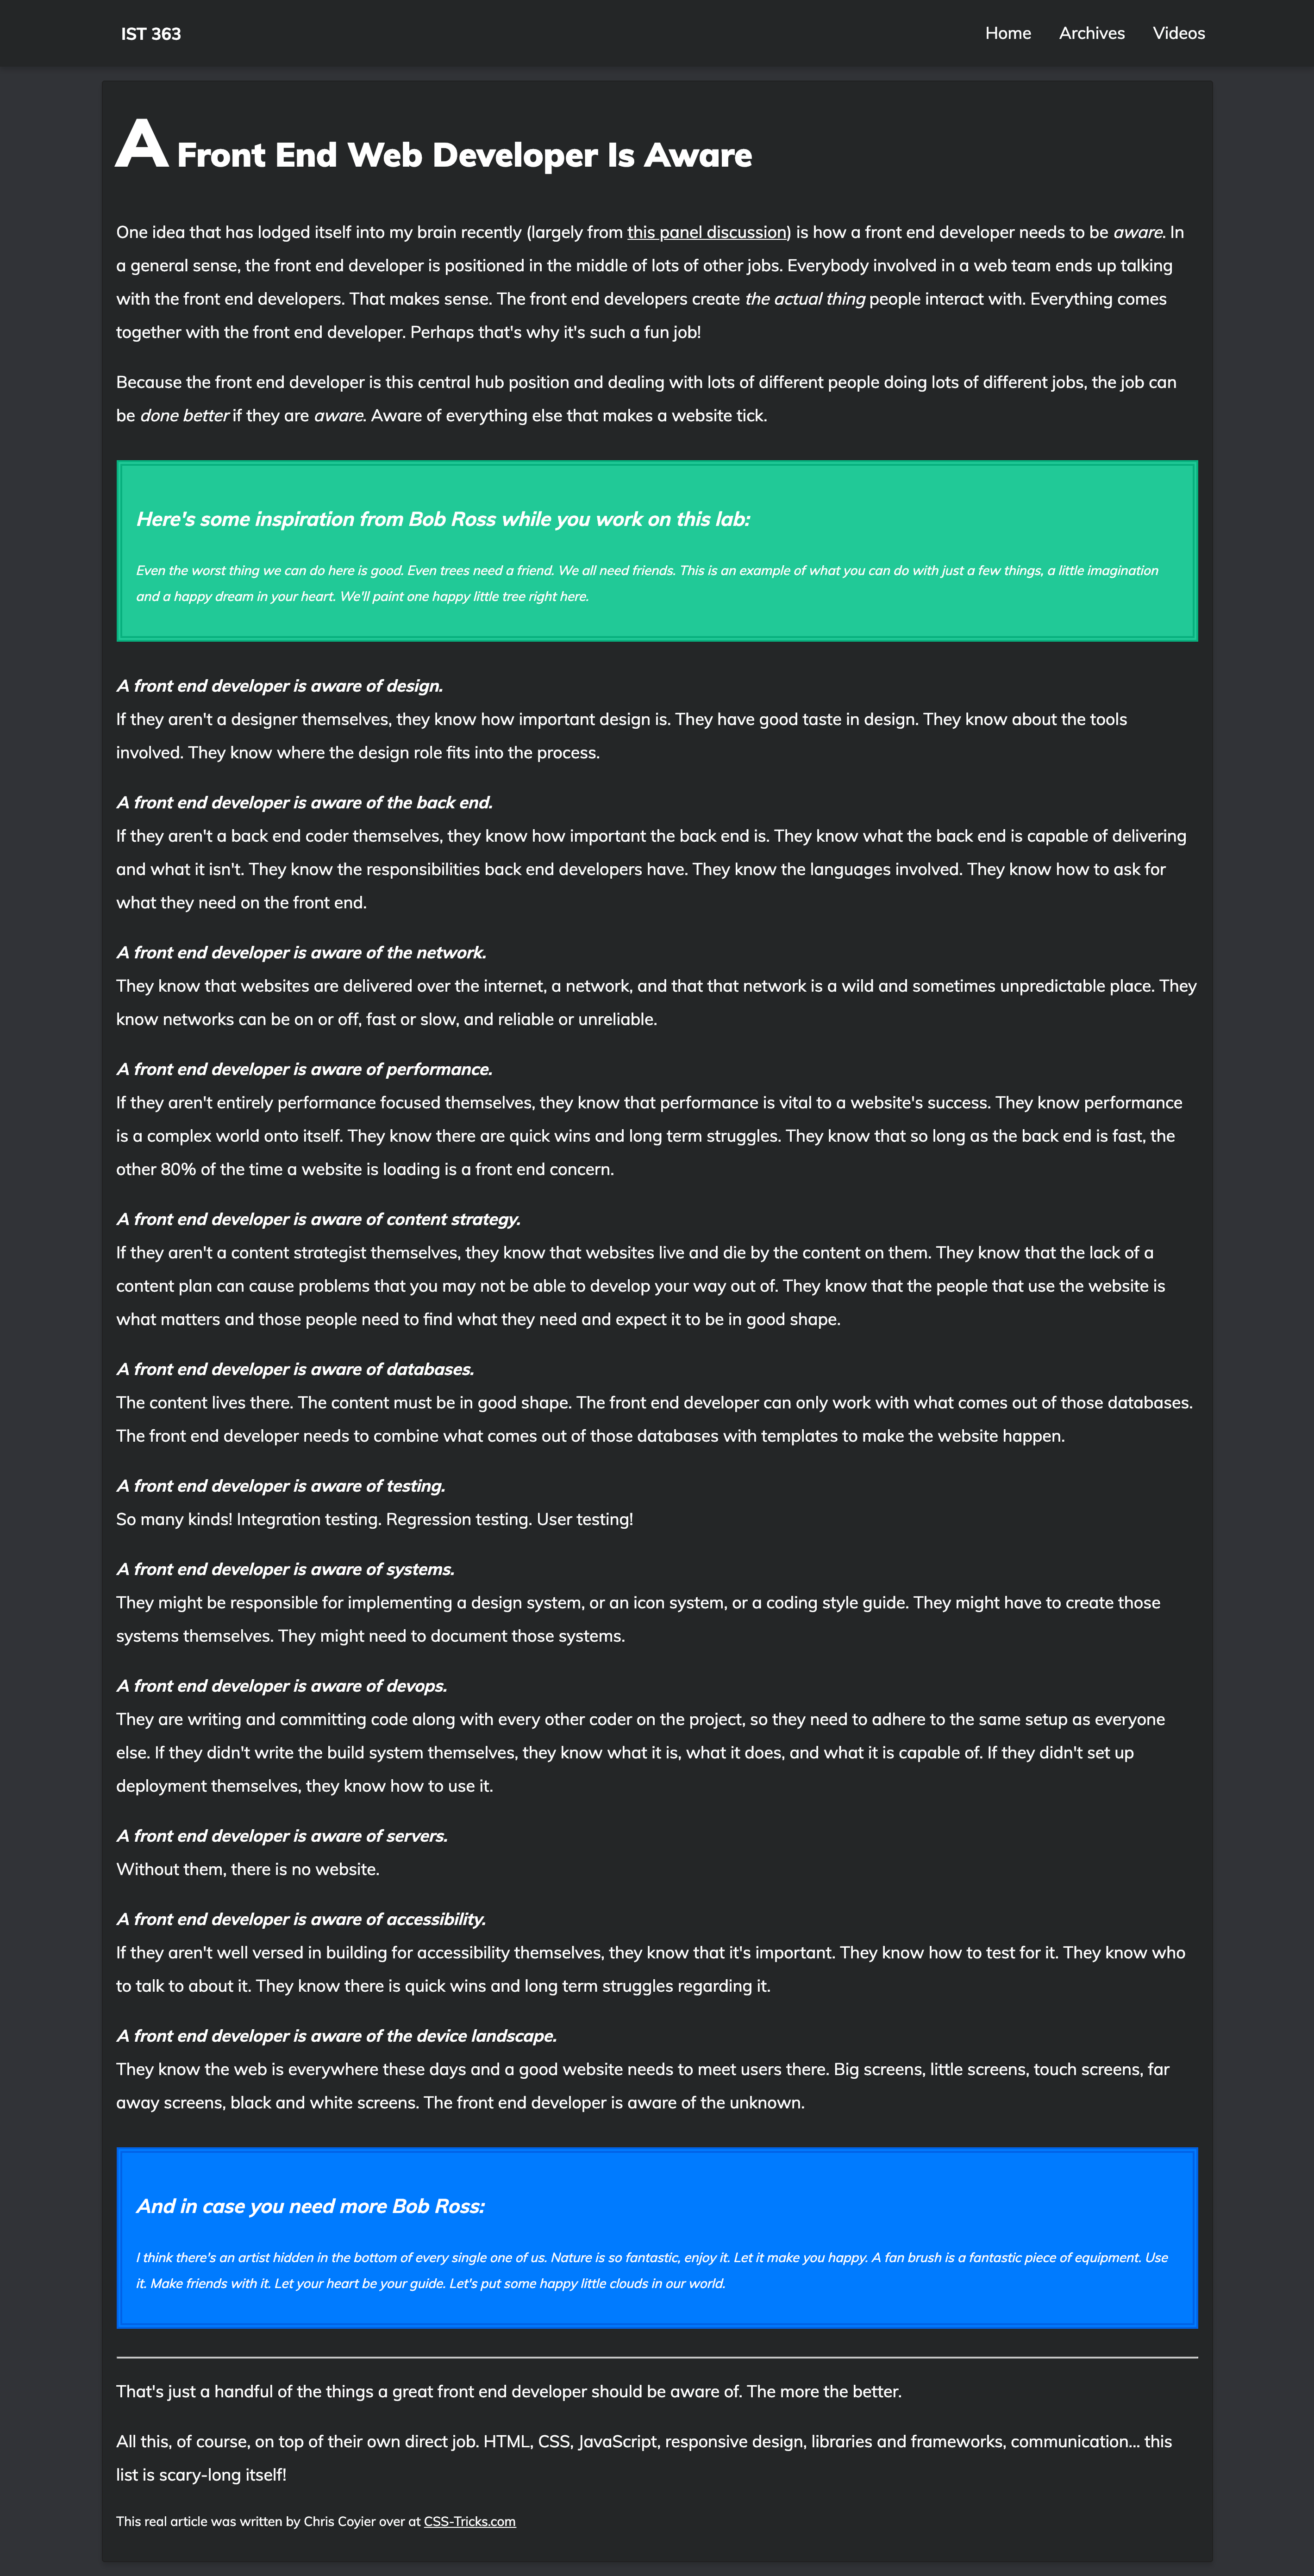 IST 363
Home Archives Videos
A Front End Web Developer Is Aware
One idea that has lodged itself into my brain recently (largely from this panel discussion) is how a front end developer needs to be aware. In
a general sense, the front end developer is positioned in the middle of lots of other jobs. Everybody involved in a web team ends up talking
with the front end developers. That makes sense. The front end developers create the actual thing people interact with. Everything comes
together with the front end developer. Perhaps that's why it's such a fun job!
Because the front end developer is this central hub position and dealing with lots of different people doing lots of different jobs, the job can
be done better if they are aware. Aware of everything else that makes a website tick.
Here's some inspiration from Bob Ross while you work on this lab:
Even the worst thing we can do here is good. Even trees need a friend. We all need friends. This is an example of what you can do with just a few things, a little imagination
and a happy dream in your heart. We'll paint one happy little tree right here.
A front end developer is aware of design.
If they aren't a designer themselves, they know how important design is. They have good taste in design. They know about the tools
involved. They know where the design role fits into the process.
A front end developer is aware of the back end.
If they aren't a back end coder themselves, they know how important the back end is. They know what the back end is capable of delivering
and what it isn't. They know the responsibilities back end developers have. They know the languages involved. They know how to ask for
what they need on the front end.
A front end developer is aware of the network.
They know that websites are delivered over the internet, a network, and that that network is a wild and sometimes unpredictable place. They
know networks can be on or off, fast or slow, and reliable or unreliable.
A front end developer is aware of performance.
If they aren't entirely performance focused themselves, they know that performance is vital to a website's success. They know performance
is a complex world onto itself. They know there are quick wins and long term struggles. They know that so long as the back end is fast, the
other 80% of the time a website is loading is a front end concern.
A front end developer is aware of content strategy.
If they aren't a content strategist themselves, they know that websites live and die by the content on them. They know that the lack of a
content plan can cause problems that you may not be able to develop your way out of. They know that the people that use the website is
what matters and those people need to find what they need and expect it to be in good shape.
A front end developer is aware of databases.
The content lives there. The content must be in good shape. The front end developer can only work with what comes out of those databases.
The front end developer needs to combine what comes out of those databases with templates to make the website happen.
A front end developer is aware of testing.
So many kinds! Integration testing. Regression testing. User testing!
A front end developer is aware of systems.
They might be responsible for implementing a design system, or an icon system, or a coding style guide. They might have to create those
systems themselves. They might need to document those systems.
A front end developer is aware of devops.
They are writing and committing code along with every other coder on the project, so they need to adhere to the same setup as everyone
else. If they didn't write the build system themselves, they know what it is, what it does, and what it is capable of. If they didn't set up
deployment themselves, they know how to use it.
A front end developer is aware of servers.
Without them, there is no website.
A front end developer is aware of accessibility.
If they aren't well versed in building for accessibility themselves, they know that it's important. They know how to test for it. They know who
to talk to about it. They know there is quick wins and long term struggles regarding it.
A front end developer is aware of the device landscape.
They know the web is everywhere these days and a good website needs to meet users there. Big screens, little screens, touch screens, far
away screens, black and white screens. The front end developer is aware of the unknown.
And in case you need more Bob Ross:
I think there's an artist hidden in the bottom of every single one of us. Nature is so fantastic, enjoy it. Let it make you happy. A fan brush is a fantastic piece of equipment. Use
it. Make friends with it. Let your heart be your guide. Let's put some happy little clouds in our world.
That's just a handful of the things a great front end developer should be aware of. The more the better.
All this, of course, on top of their own direct job. HTML, CSS, JavaScript, responsive design, libraries and frameworks, communication... this
list is scary-long itself!
This real article was written by Chris Coyier over at CSS-Tricks.com